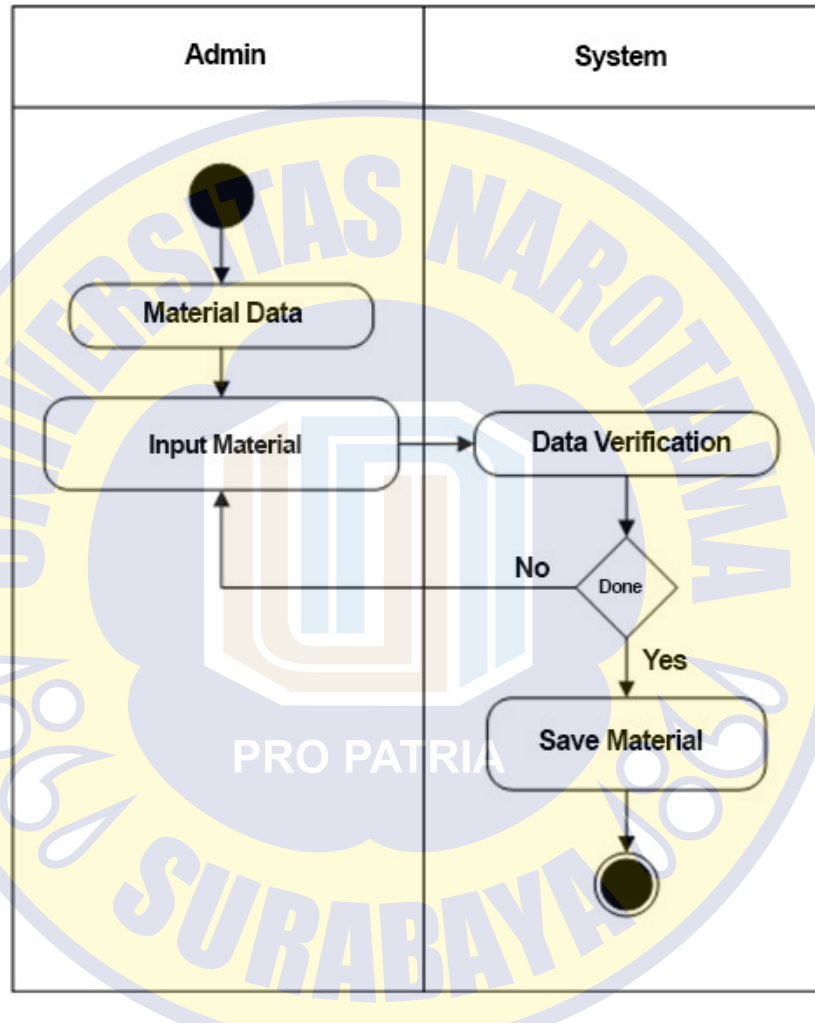 Admin
System
UNIVERSITAS NAROTAMA
Material Data
Input Material
Data Verification
No
Done
Yes
Save Material
PRO PATRIA
SURABAYA